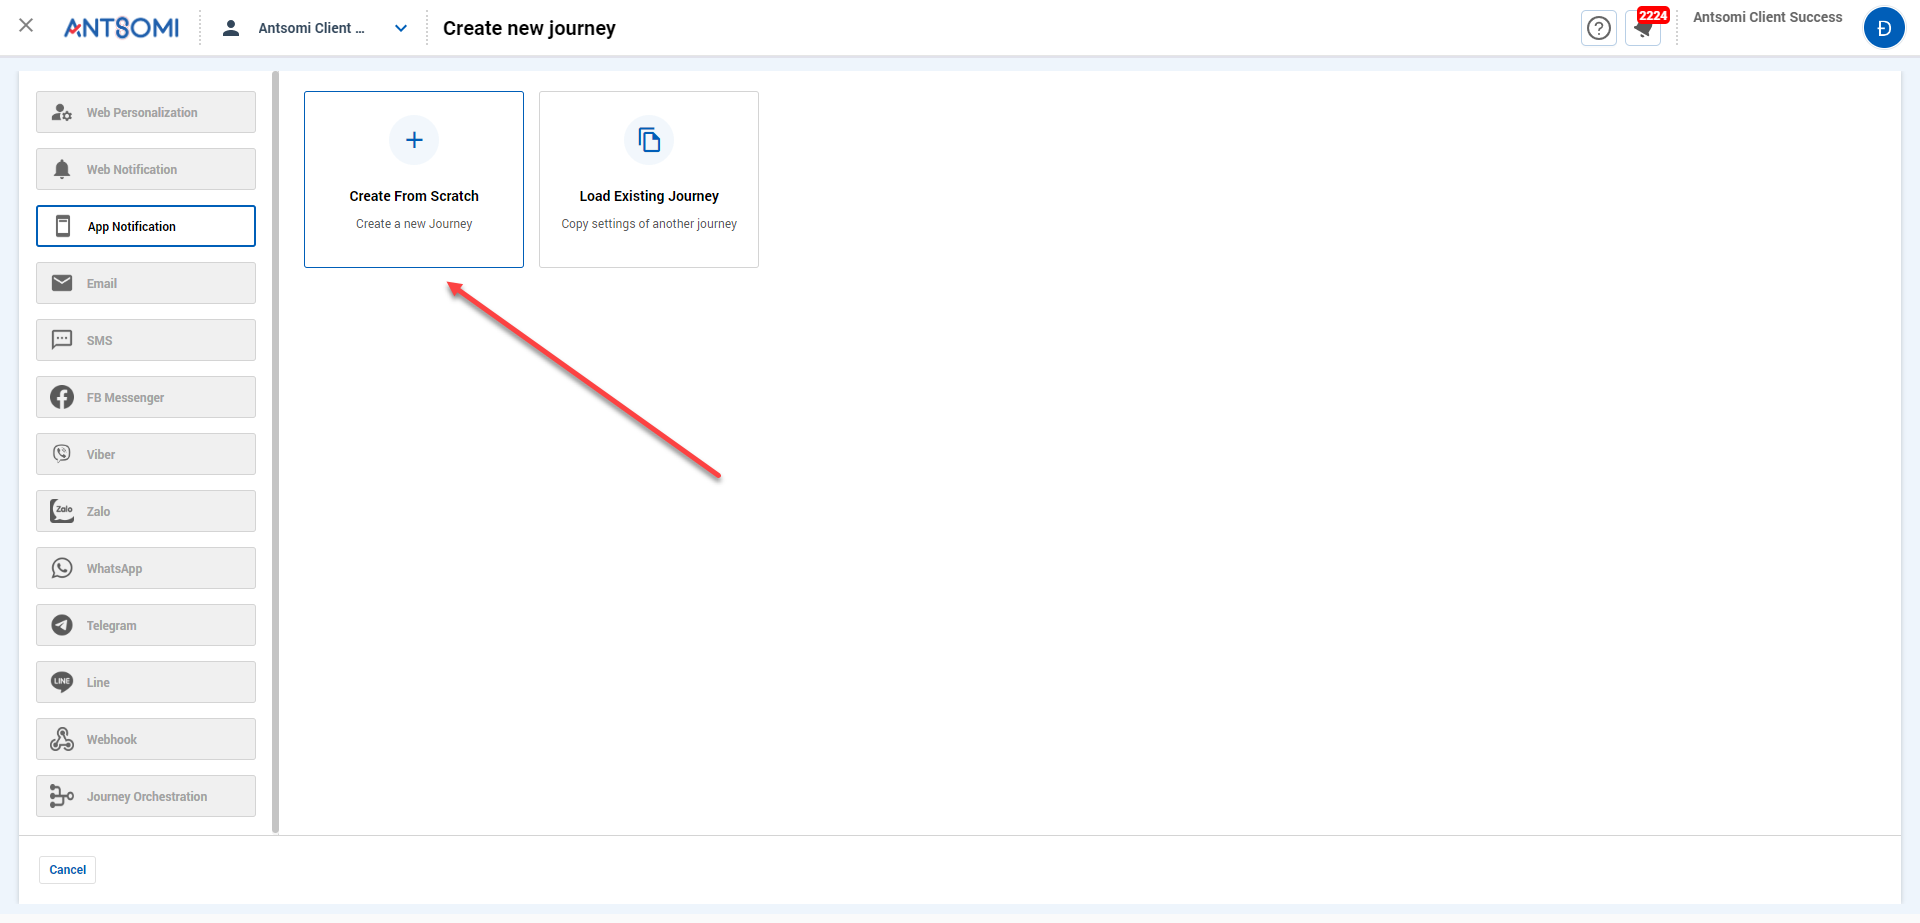 ANTSOMI
Antsomi Client ...
Create new journey
2224
Antsomi Client Success
Đ
Web Personalization
Web Notification
App Notification
Email
SMS
FB Messenger
Viber
Zalo
Zalo
WhatsApp
Telegram
LINE
Line
Webhook
Journey Orchestration
Create From Scratch
Create a new Journey
Load Existing Journey
Copy settings of another journey
Cancel